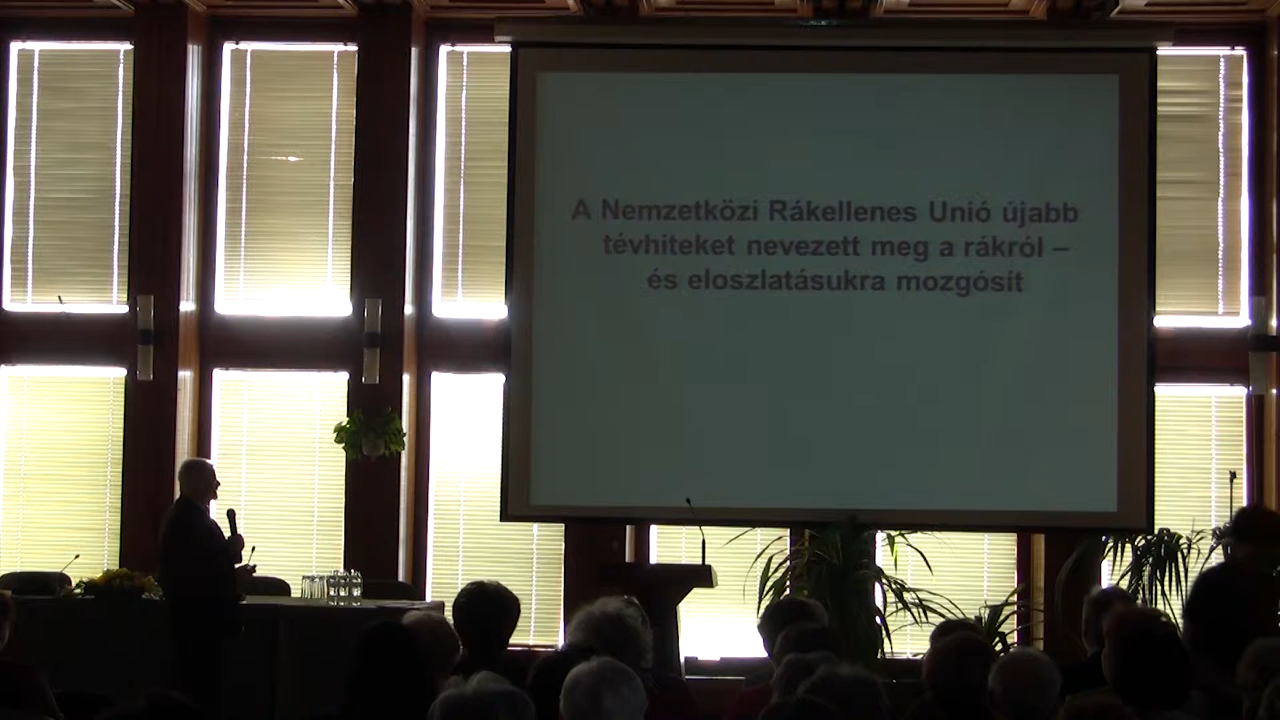 A Nemzetközi Rákellenes Unió újabb
tévhiteket nevezett meg a rákról –
és eloszlatásukra mozgósít